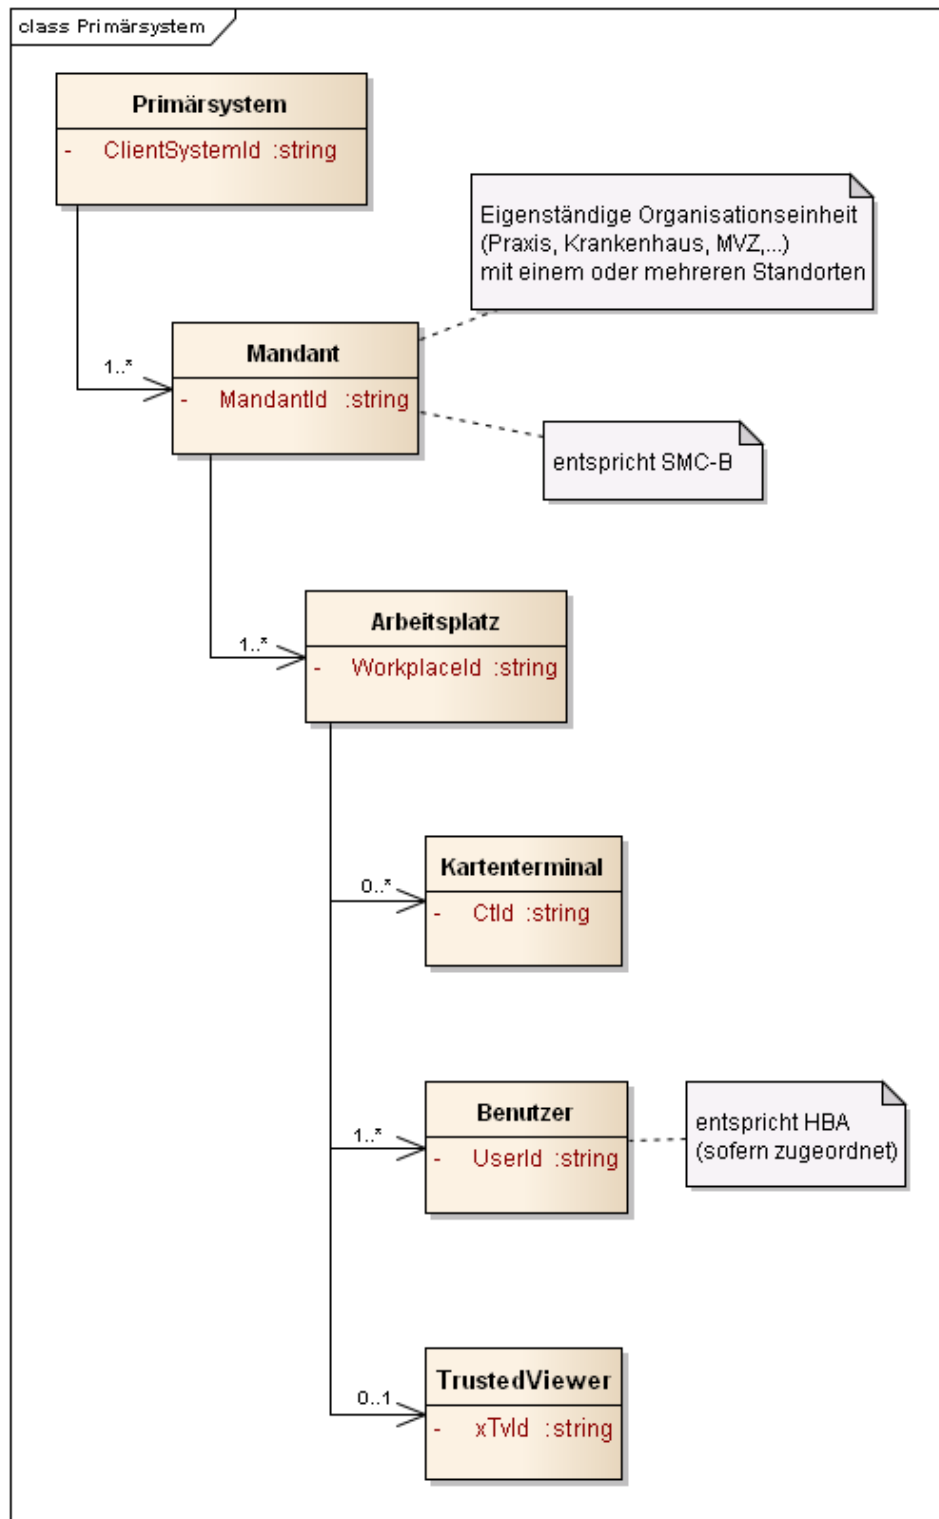 class Primärsystem
Primärsystem
- ClientSystemId :string
Eigenständige Organisationseinheit
(Praxis, Krankenhaus, MVZ,...)
mit einem oder mehreren Standorten
1..*
Mandant
- MandantId :string
entspricht SMC-B
1..*
Arbeitsplatz
- WorkplaceId :string
0..*
Kartenterminal
- CtId :string
1..*
Benutzer
- UserId :string
entspricht HBA
(sofern zugeordnet)
0..1
TrustedViewer
- xTvId :string